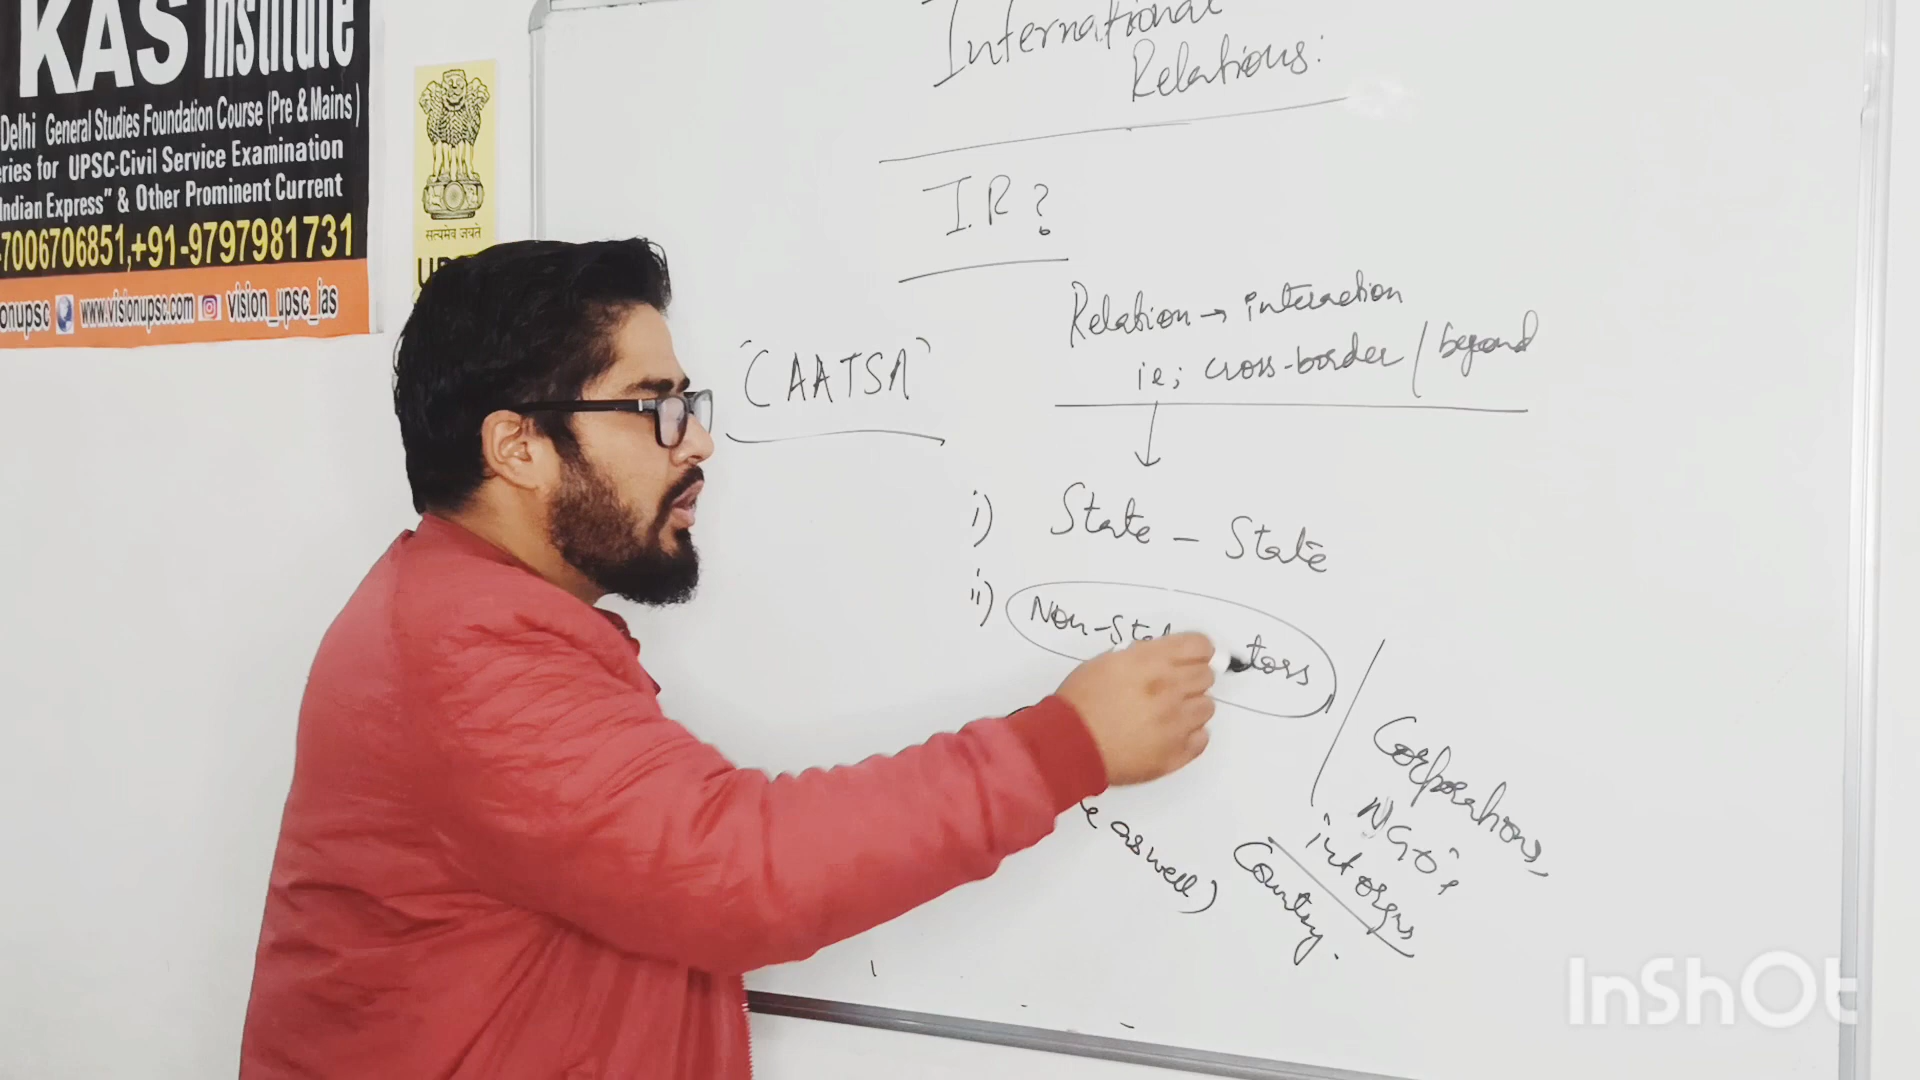 KAS Institute
Delhi General Studies Foundation Course (Pre & Mains)
eries for UPSC-Civil Service Examination
Indian Express" & Other Prominent Current
7006706851,+91-9797981731
onupsc www.visionupsc.com vision_upsc_ias
सत्यमेव जयते
International
Relations:
I.R?
Relation → interaction
ie; cross-border / beyond
"CAATSA"
i) State - State
ii) Non-Stat tors
Corporations,
NGO's
int orgs
Country.
e as well)
InShOt